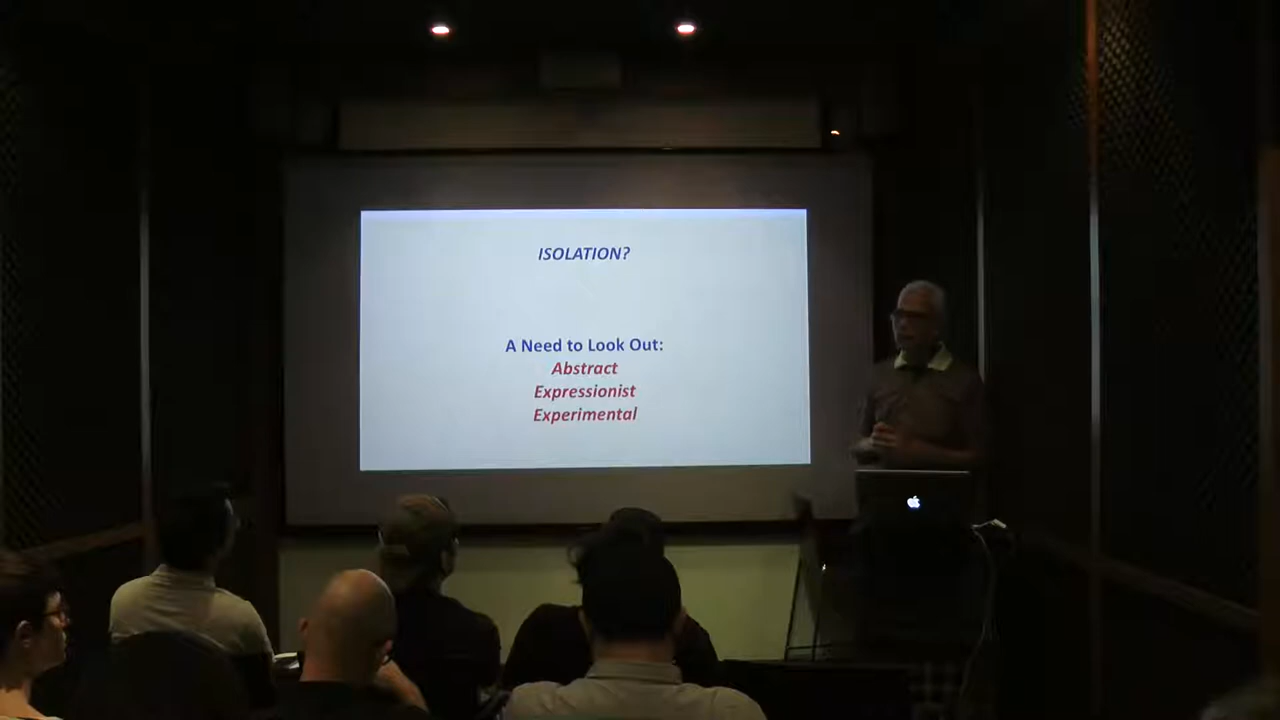 ISOLATION?
A Need to Look Out:
Abstract
Expressionist
Experimental